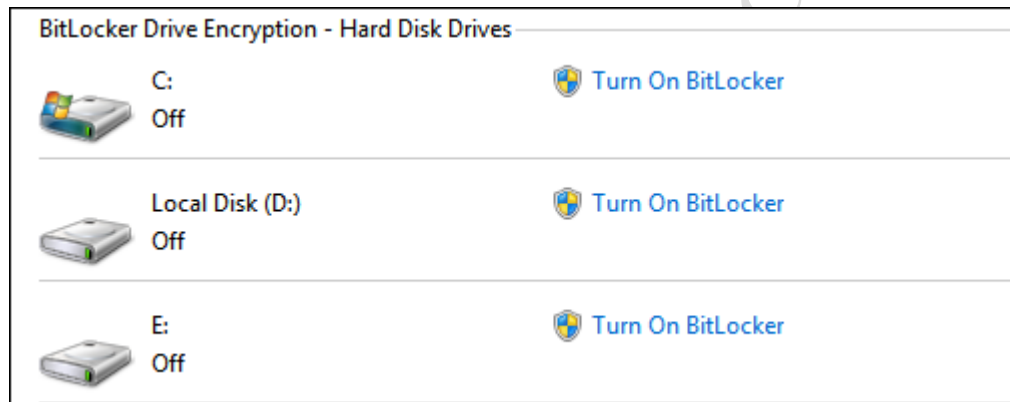 BitLocker Drive Encryption - Hard Disk Drives
C:
Off
Turn On BitLocker
Local Disk (D:)
Off
Turn On BitLocker
E:
Off
Turn On BitLocker